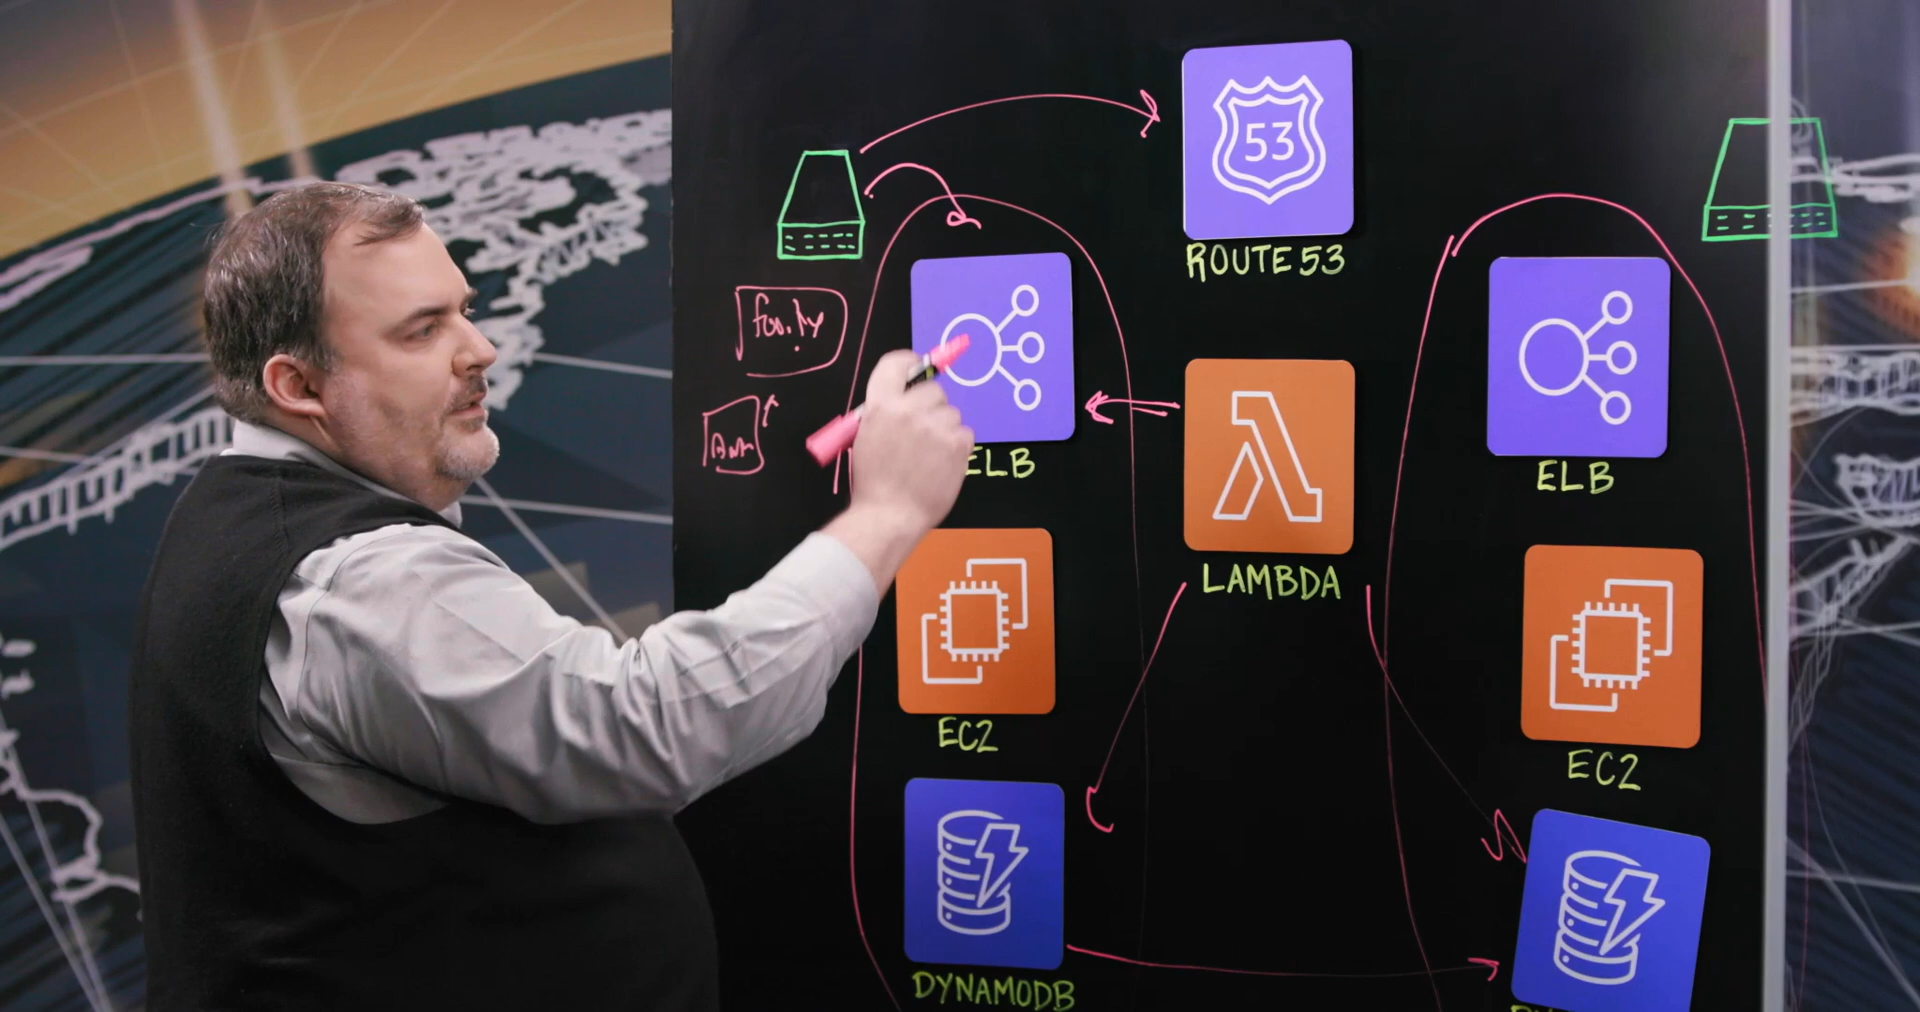 53
ROUTE 53
ELB
ELB
LAMBDA
EC2
EC2
DYNAMODB